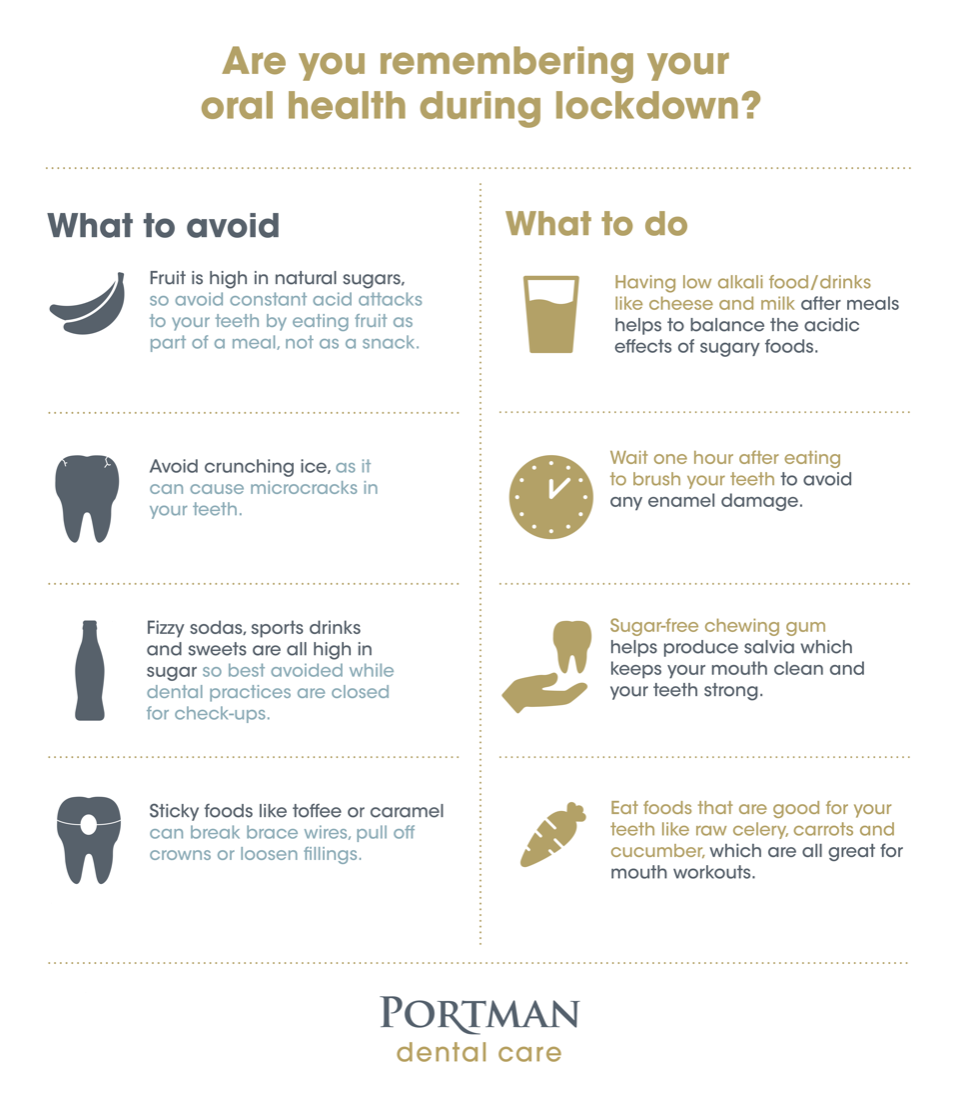 Are you remembering your
oral health during lockdown?
What to avoid
Fruit is high in natural sugars,
so avoid constant acid attacks
to your teeth by eating fruit as
part of a meal, not as a snack.
Avoid crunching ice, as it
can cause microcracks in
your teeth.
Fizzy sodas, sports drinks
and sweets are all high in
sugar so best avoided while
dental practices are closed
for check-ups.
Sticky foods like toffee or caramel
can break brace wires, pull off
crowns or loosen fillings.
What to do
Having low alkali food/drinks
like cheese and milk after meals
helps to balance the acidic
effects of sugary foods.
Wait one hour after eating
to brush your teeth to avoid
any enamel damage.
Sugar-free chewing gum
helps produce salvia which
keeps your mouth clean and
your teeth strong.
Eat foods that are good for your
teeth like raw celery, carrots and
cucumber, which are all great for
mouth workouts.
PORTMAN
dental care